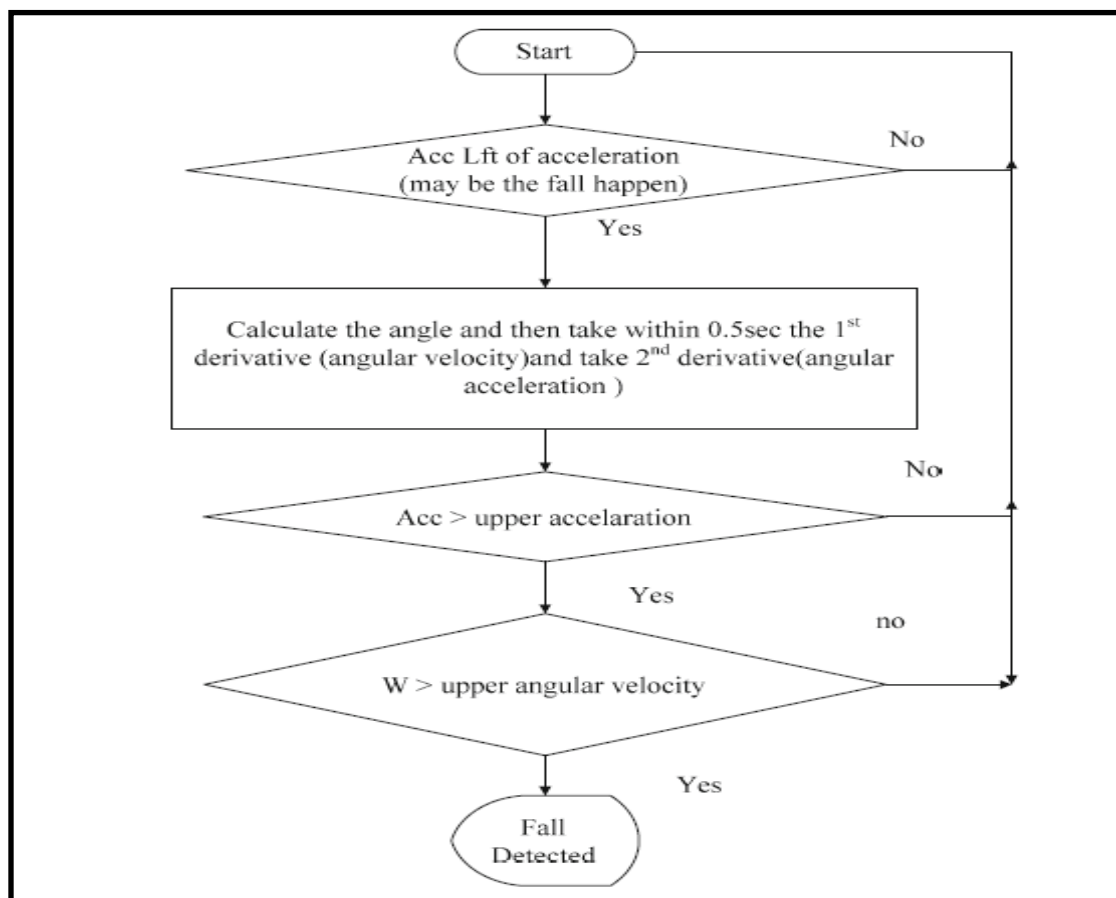 Start
Acc Lft of acceleration
(may be the fall happen)
No
Yes
Calculate the angle and then take within 0.5sec the 1st
derivative (angular velocity)and take 2nd derivative(angular
acceleration )
No
Acc > upper accelaration
Yes
no
W > upper angular velocity
Yes
Fall
Detected